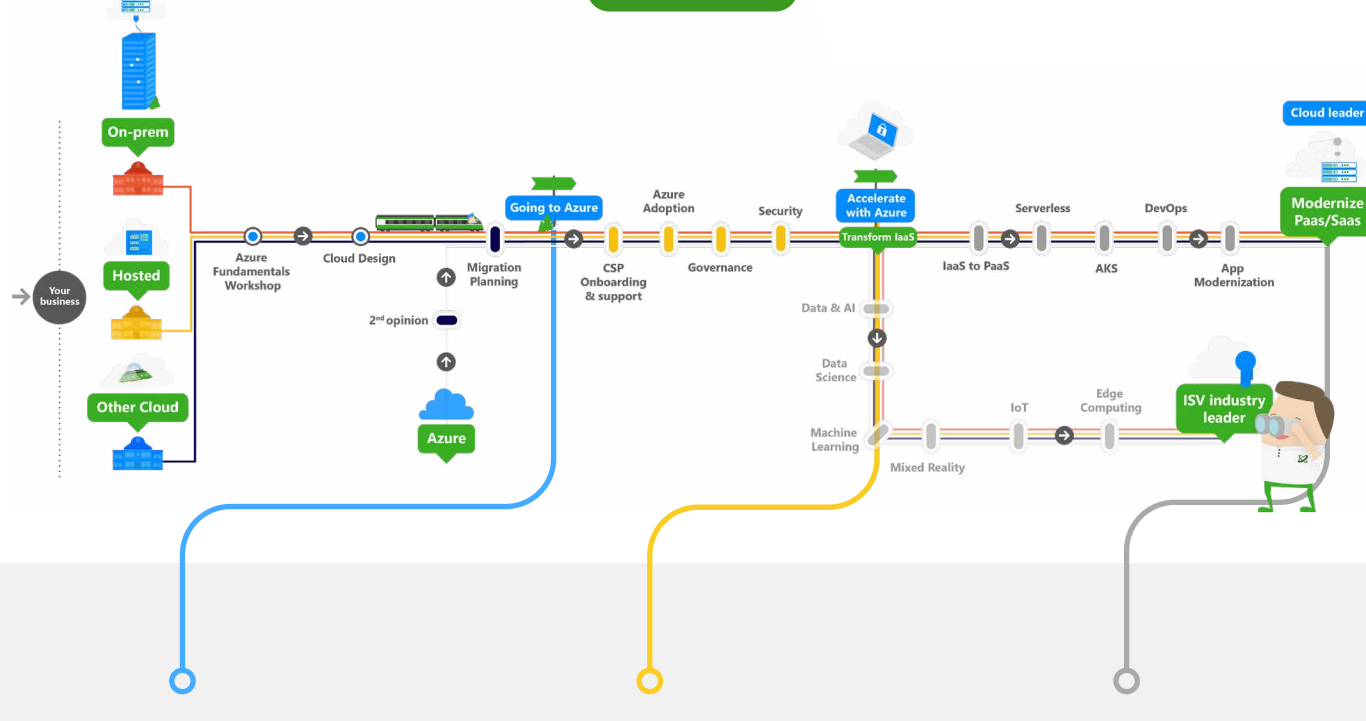 On-prem
Hosted
Your
business
Other Cloud
Azure
Fundamentals
Workshop
Cloud Design
2nd opinion
Azure
Migration
Planning
Going to Azure
CSP
Onboarding
& support
Azure
Adoption
Governance
Security
Accelerate
with Azure
Transform IaaS
Data & AI
Data
Science
Machine
Learning
Mixed Reality
IoT
Edge
Computing
ISV industry
leader
IaaS to PaaS
Serverless
AKS
DevOps
App
Modernization
Cloud leader
Modernize
Paas/Saas